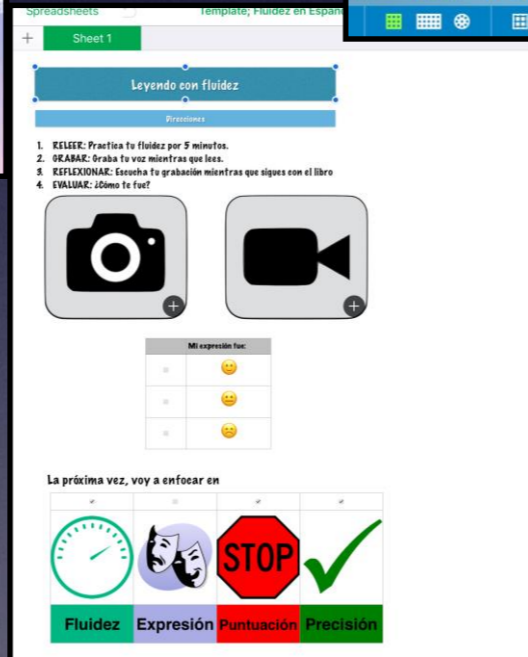 Spreadsheets
Template; Fluidez en Españ
Sheet 1
Leyendo con fluidez
Direcciones
1. RELEER: Practica tu fluidez por 5 minutos.
2. GRABAR: Graba tu voz mientras que lees.
3. REFLEXIONAR: Escucha tu grabación mientras que sigues con el libro
4. EVALUAR: ¿Cómo te fue?
Mi expresión fue:
La próxima vez, voy a enfocar en
STOP
Fluidez Expresión Puntuación Precisión